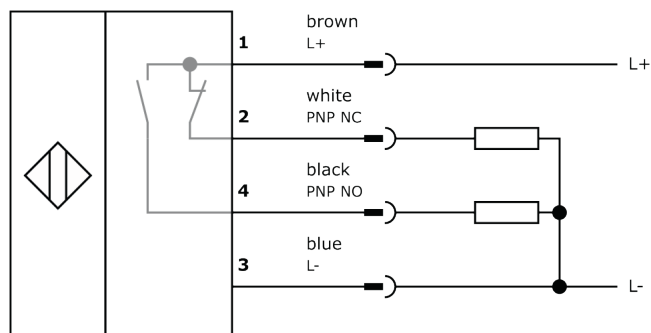 brown
1 L+
L+
white
2 PNP NC
black
4 PNP NO
blue
3 L-
L-